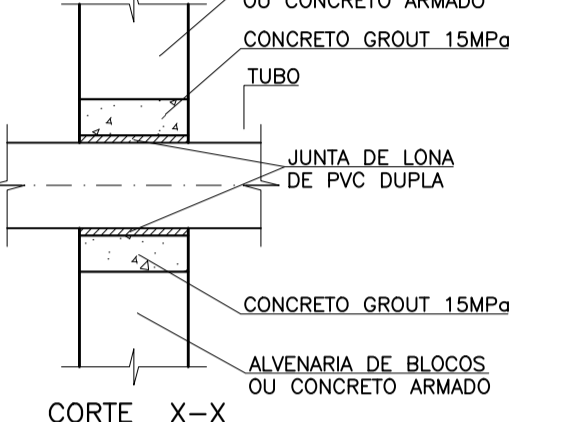 OU CONCRETO ARMADO
CONCRETO GROUT 15MPa
TUBO
JUNTA DE LONA
DE PVC DUPLA
CONCRETO GROUT 15MPa
ALVENARIA DE BLOCOS
OU CONCRETO ARMADO
CORTE X-X